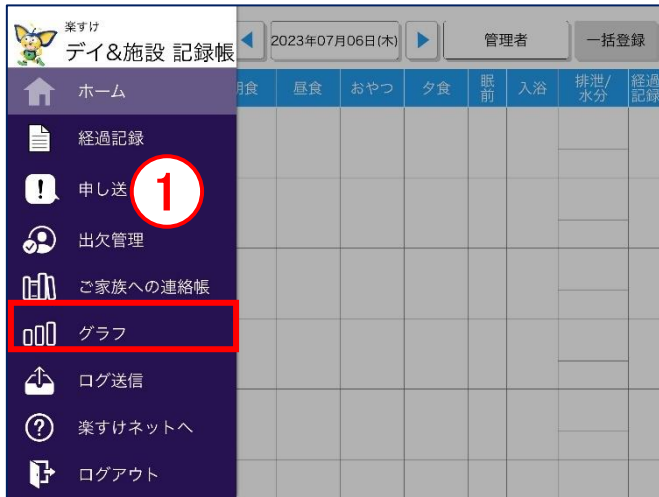 楽すけ
デイ&施設 記録帳
2023年07月06日(木)
管理者
一括登録
ホーム
食
昼食
おやつ
夕食
眠前
入浴
排泄/水分
経過記録
経過記録
申し送
1
出欠管理
ご家族への連絡帳
グラフ
ログ送信
楽すけネットへ
ログアウト